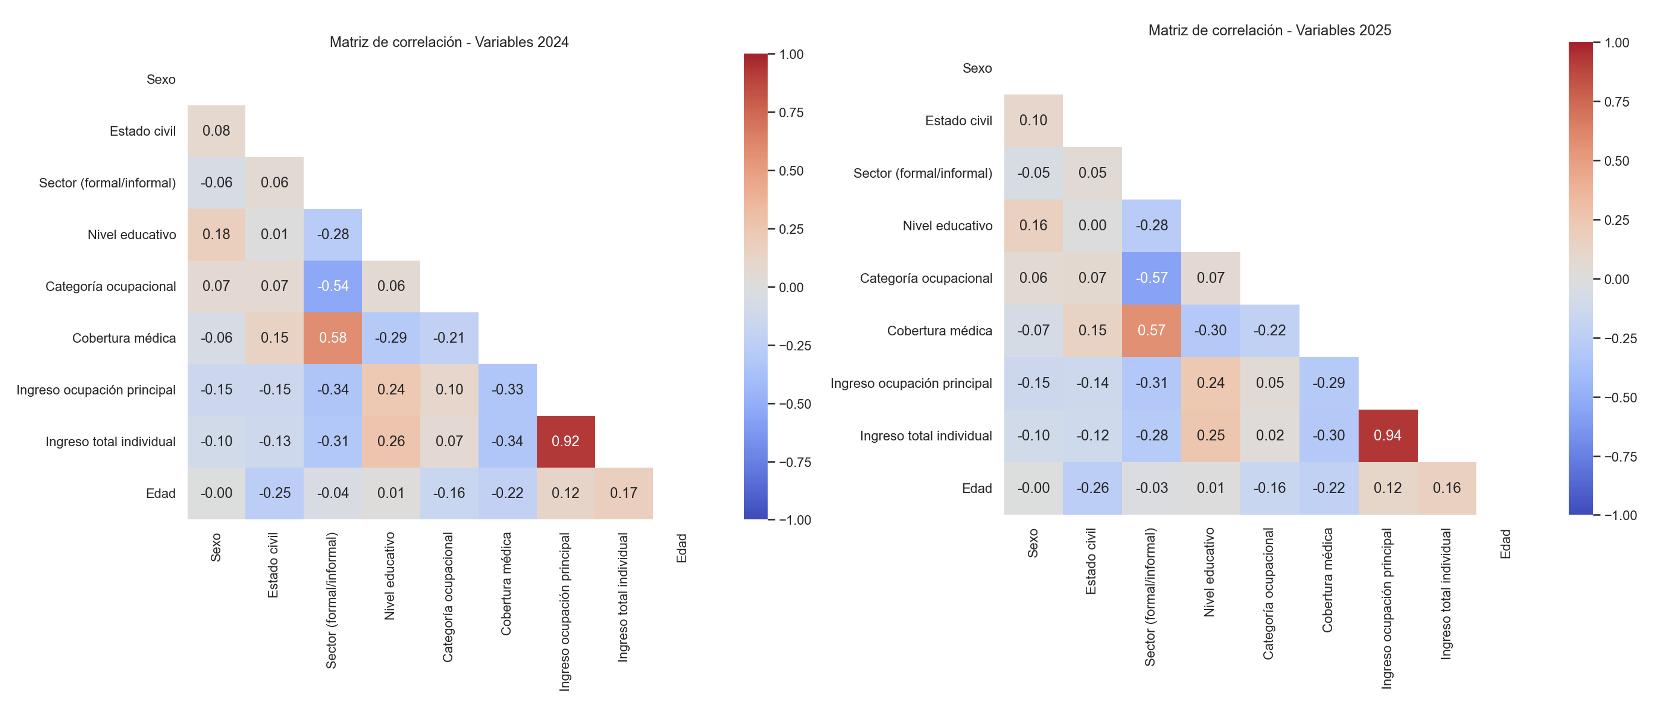 Matriz de correlación - Variables 2024
Sexo
Estado civil 0.08
Sector (formal/informal) -0.06 0.06
Nivel educativo 0.18 0.01 -0.28
Categoría ocupacional 0.07 0.07 -0.54 0.06
Cobertura médica -0.06 0.15 0.58 -0.29 -0.21
Ingreso ocupación principal -0.15 -0.15 -0.34 0.24 0.10 -0.33
Ingreso total individual -0.10 -0.13 -0.31 0.26 0.07 -0.34 0.92
Edad -0.00 -0.25 -0.04 0.01 -0.16 -0.22 0.12 0.17
Sexo
Estado civil
Sector (formal/informal)
Nivel educativo
Categoría ocupacional
Cobertura médica
Ingreso ocupación principal
Ingreso total individual
Edad
1.00
0.75
0.50
0.25
0.00
−0.25
−0.50
−0.75
−1.00
Matriz de correlación - Variables 2025
Sexo
Estado civil 0.10
Sector (formal/informal) -0.05 0.05
Nivel educativo 0.16 0.00 -0.28
Categoría ocupacional 0.06 0.07 -0.57 0.07
Cobertura médica -0.07 0.15 0.57 -0.30 -0.22
Ingreso ocupación principal -0.15 -0.14 -0.31 0.24 0.05 -0.29
Ingreso total individual -0.10 -0.12 -0.28 0.25 0.02 -0.30 0.94
Edad -0.00 -0.26 -0.03 0.01 -0.16 -0.22 0.12 0.16
Sexo
Estado civil
Sector (formal/informal)
Nivel educativo
Categoría ocupacional
Cobertura médica
Ingreso ocupación principal
Ingreso total individual
Edad
1.00
0.75
0.50
0.25
0.00
−0.25
−0.50
−0.75
−1.00